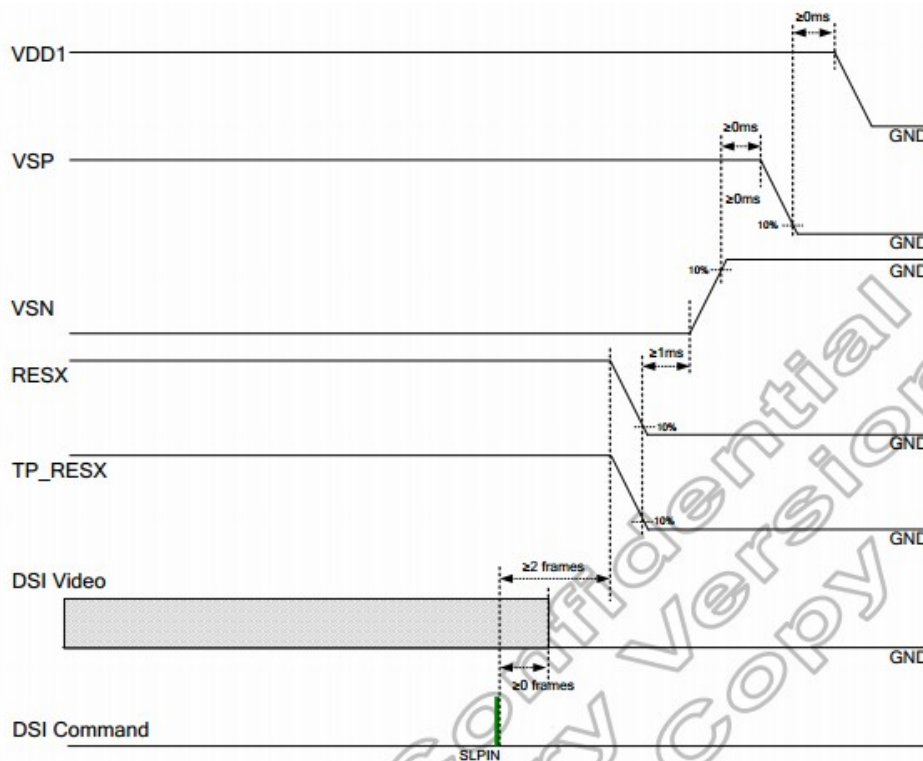 ≥0ms
VDD1
GND
≥0ms
VSP
≥0ms
10%
GND
10%
GND
VSN
≥1ms
RESX
10%
GND
TP_RESX
10%
GND
≥2 frames
DSI Video
GND
≥0 frames
DSI Command
SLPIN
Confidential
Version
Copy